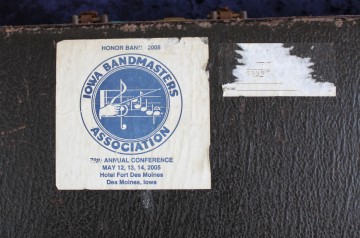 HONOR BAND 2005
IOWA BANDMASTERS
ASSOCIATION
ANNUAL CONFERENCE
MAY 12, 13, 14, 2005
Hotel Fort Des Moines
Des Moines, Iowa